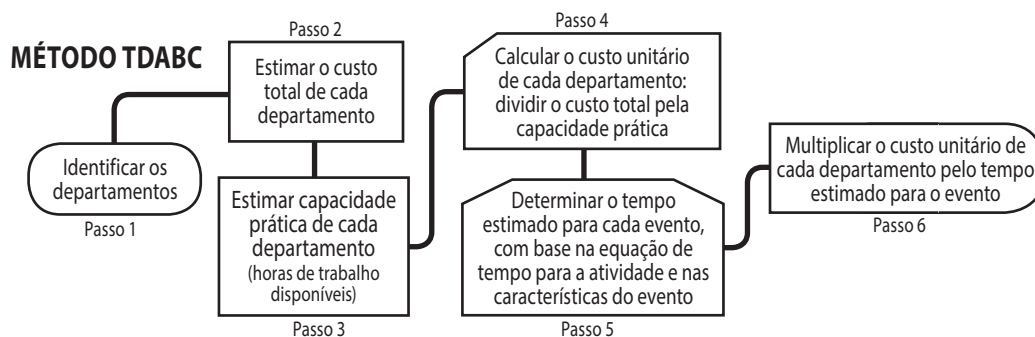 MÉTODO TDABC
Identificar os
departamentos
Passo 1
Passo 2
Estimar o custo
total de cada
departamento
Estimar capacidade
prática de cada
departamento
(horas de trabalho
disponíveis)
Passo 3
Passo 4
Calcular o custo unitário
de cada departamento:
dividir o custo total pela
capacidade prática
Determinar o tempo
estimado para cada evento,
com base na equação de
tempo para a atividade e nas
características do evento
Passo 5
Multiplicar o custo unitário de
cada departamento pelo tempo
estimado para o evento
Passo 6